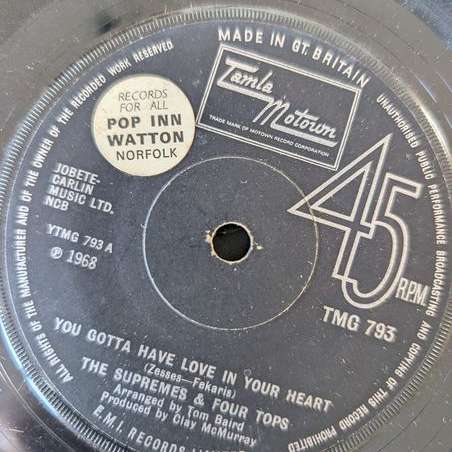 MADE IN GT. BRITAIN
Tamla
Motown
TRADE MARK OF MOTOWN RECORD CORPORATION
RECORDS
FOR ALL
POP INN
WATTON
NORFOLK
JOBETE-
CARLIN
MUSIC LTD.
NCB
YTMG 793 A
℗ 1968
45
R.P.M.
TMG 793
YOU GOTTA HAVE LOVE IN YOUR HEART
(Zesses—Fekaris)
THE SUPREMES & FOUR TOPS
Arranged by Tom Baird
Produced by Clay McMurray
E.M.I. RECORDS
ALL RIGHTS OF THE MANUFACTURER AND OF THE OWNER OF THE RECORDED WORK RESERVED
UNAUTHORISED PUBLIC PERFORMANCE BROADCASTING AND COPYING OF THIS RECORD PROHIBITED